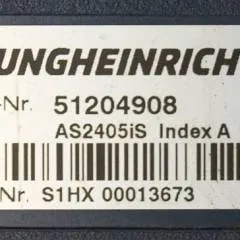 UNGHEINRICH
-Nr. 51204908
AS2405iS Index A
Nr. S1HX 00013673